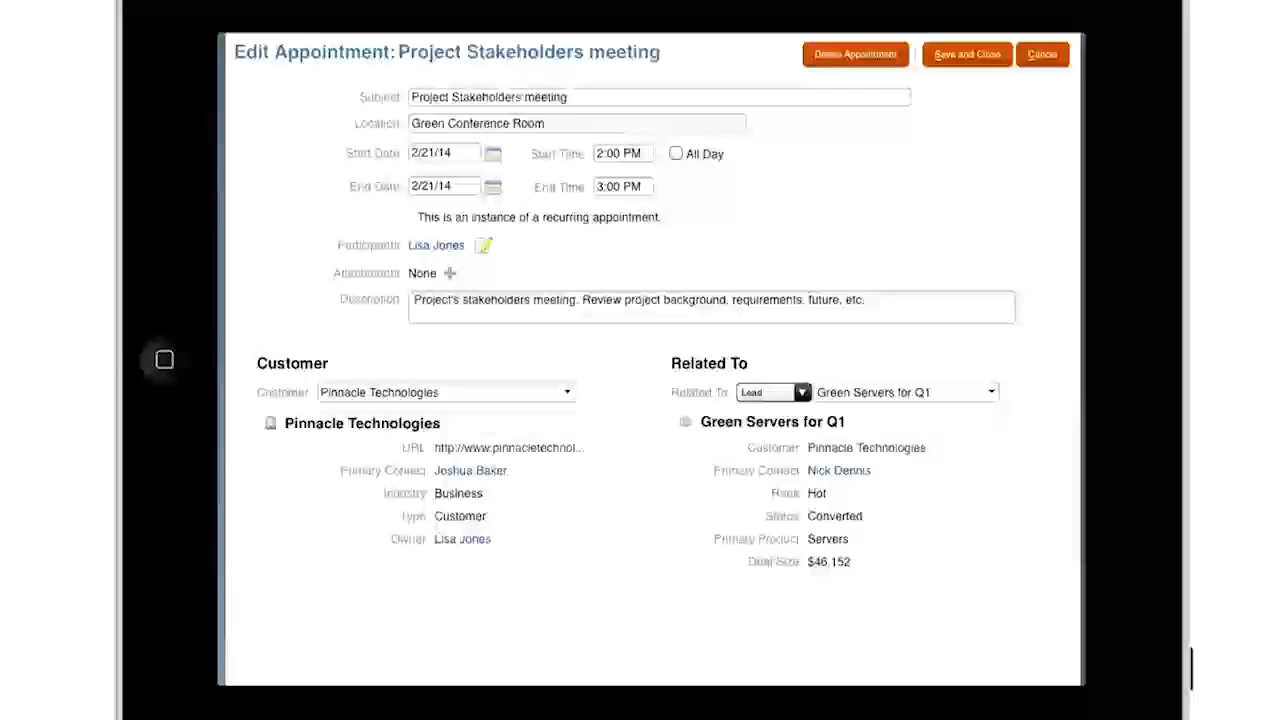 Edit Appointment: Project Stakeholders meeting
Delete Appointment Save and Close Cancel
Subject Project Stakeholders meeting
Location Green Conference Room
Start Date 2/21/14 Start Time 2:00 PM All Day
End Date 2/21/14 End Time 3:00 PM
This is an instance of a recurring appointment.
Participants Lisa Jones
Attachments None
Description Project's stakeholders meeting. Review project background, requirements, future, etc.
Customer Related To
Customer Pinnacle Technologies Related To Lead Green Servers for Q1
Pinnacle Technologies Green Servers for Q1
URL http://www.pinnacletechnol... Customer Pinnacle Technologies
Primary Contact Joshua Baker Primary Contact Nick Dennis
Industry Business Rank Hot
Type Customer Status Converted
Owner Lisa Jones Primary Product Servers
Deal Size $46,152